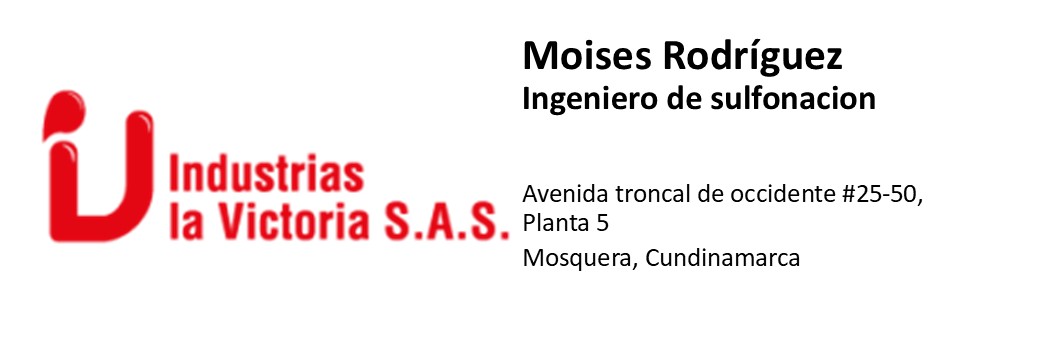 Moises Rodríguez
Ingeniero de sulfonacion
Industrias
la Victoria S.A.S.
Avenida troncal de occidente #25-50,
Planta 5
Mosquera, Cundinamarca